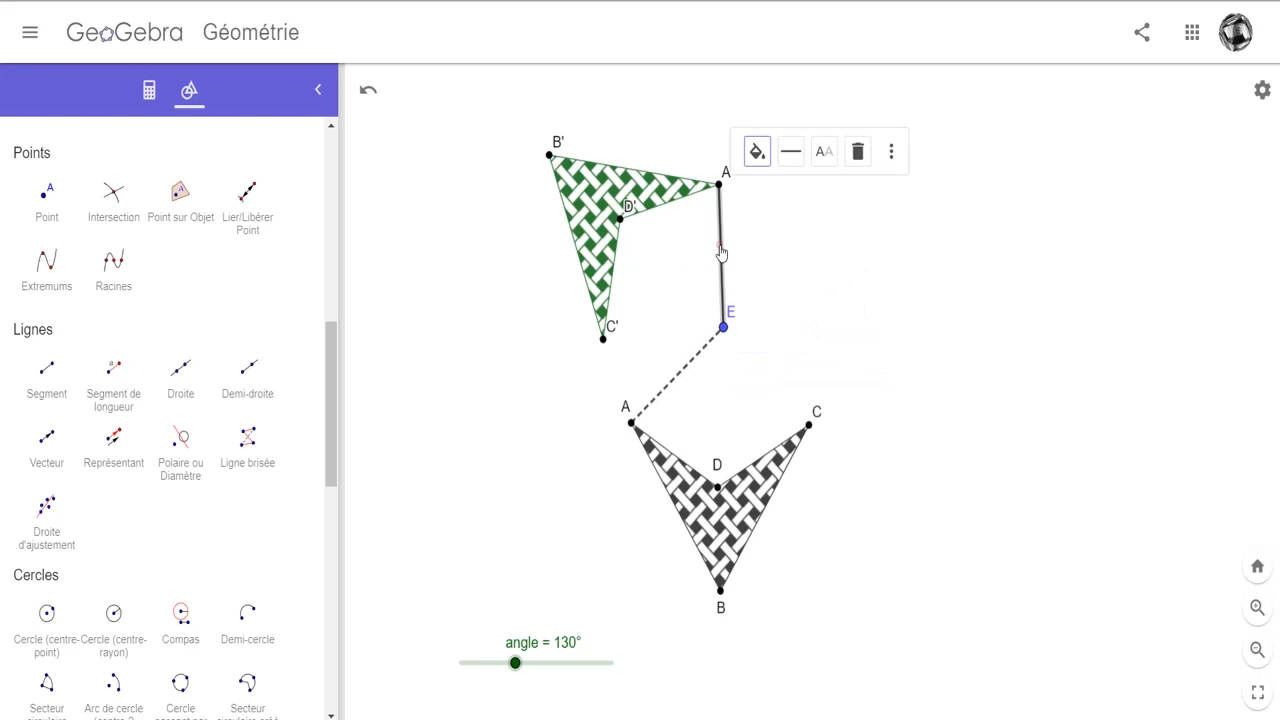 GeoGebra Géométrie
Points
Point
Intersection
Point sur Objet
Lier/Libérer
Point
Extremums
Racines
Lignes
Segment
Segment de
longueur
Droite
Demi-droite
Vecteur
Représentant
Polaire ou
Diamètre
Ligne brisée
Droite
d'ajustement
Cercles
Cercle (centre-
point)
Cercle (centre-
rayon)
Compas
Demi-cercle
Secteur
Arc de cercle
Cercle
Secteur
AA
B'
A
D'
C'
E
A
C
D
B
angle = 130°